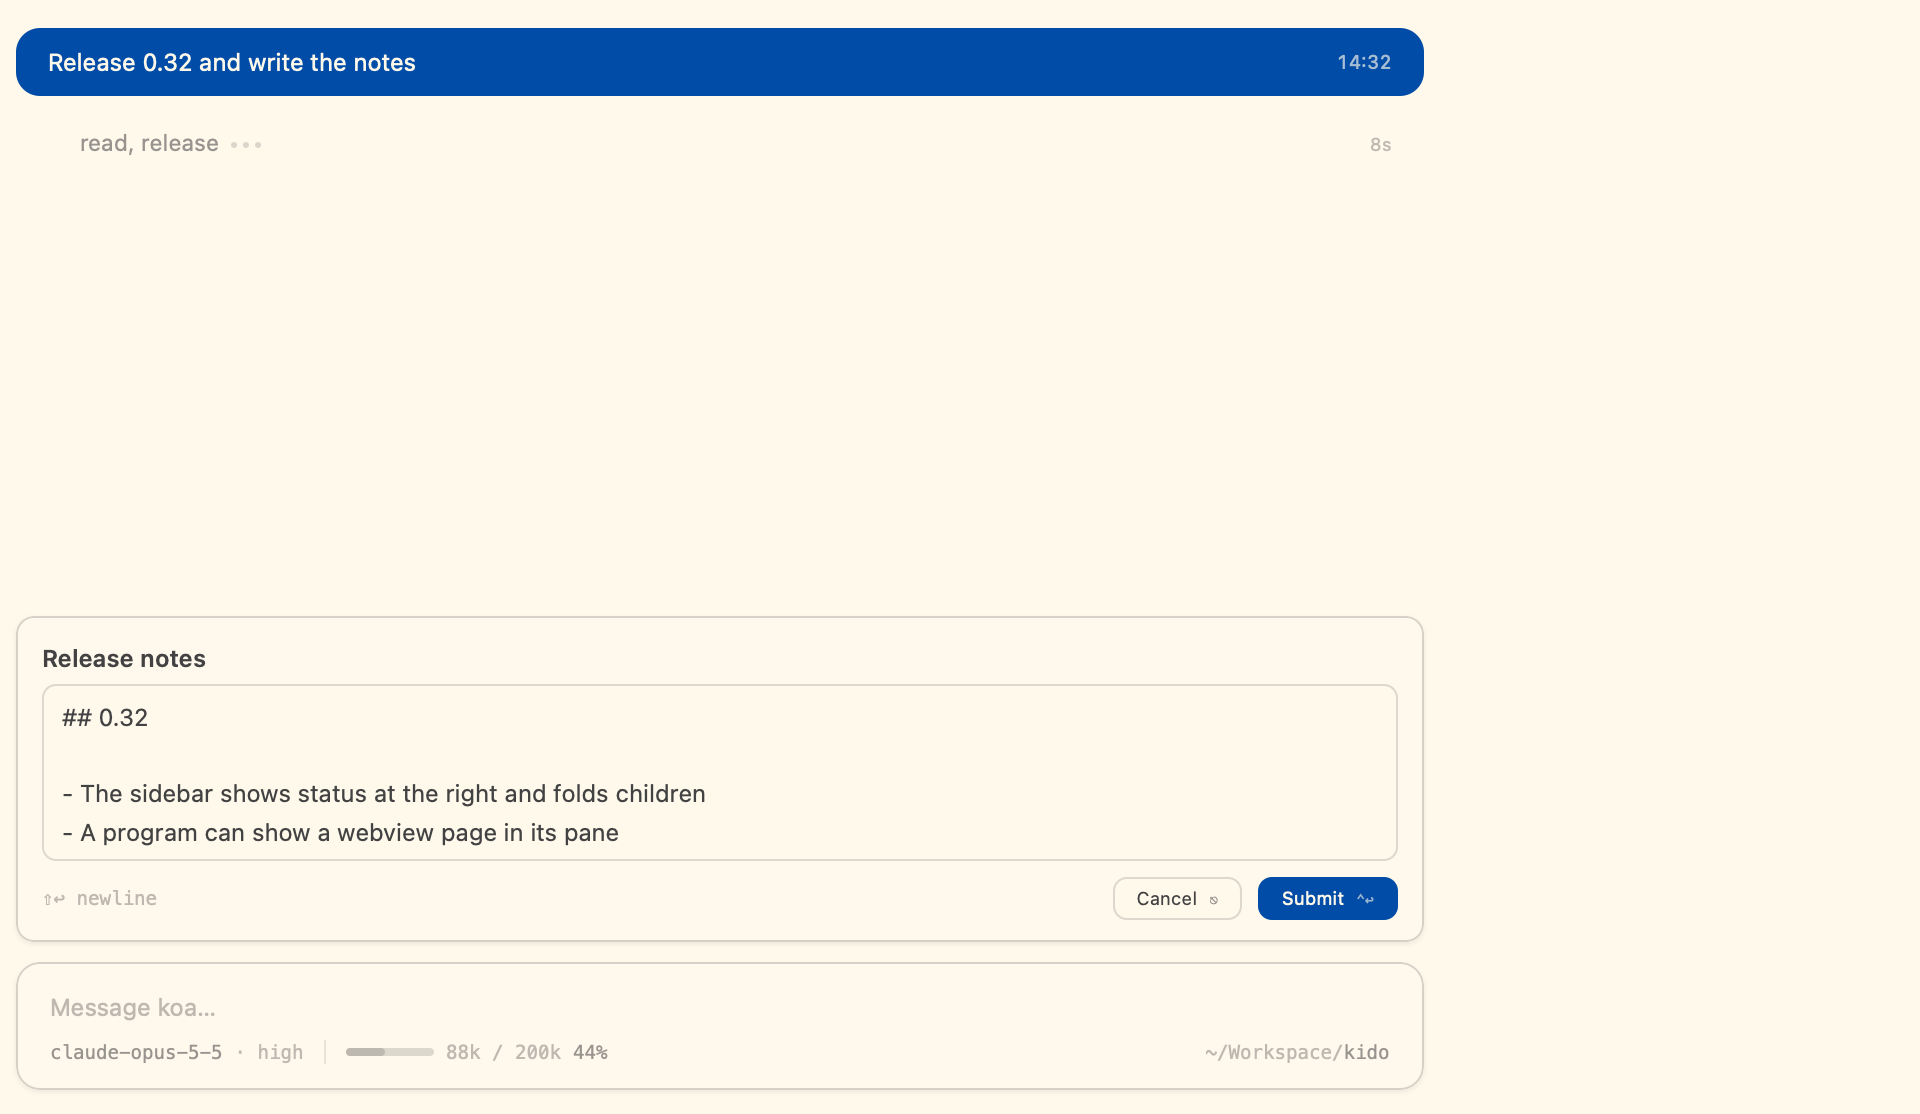 Release 0.32 and write the notes 14:32
read, release ••• 8s
Release notes
## 0.32
- The sidebar shows status at the right and folds children
- A program can show a webview page in its pane
⇧↩ newline
Cancel ⎋ Submit ^↩
Message koa...
claude-opus-5-5 · high 88k / 200k 44% ~/Workspace/kido